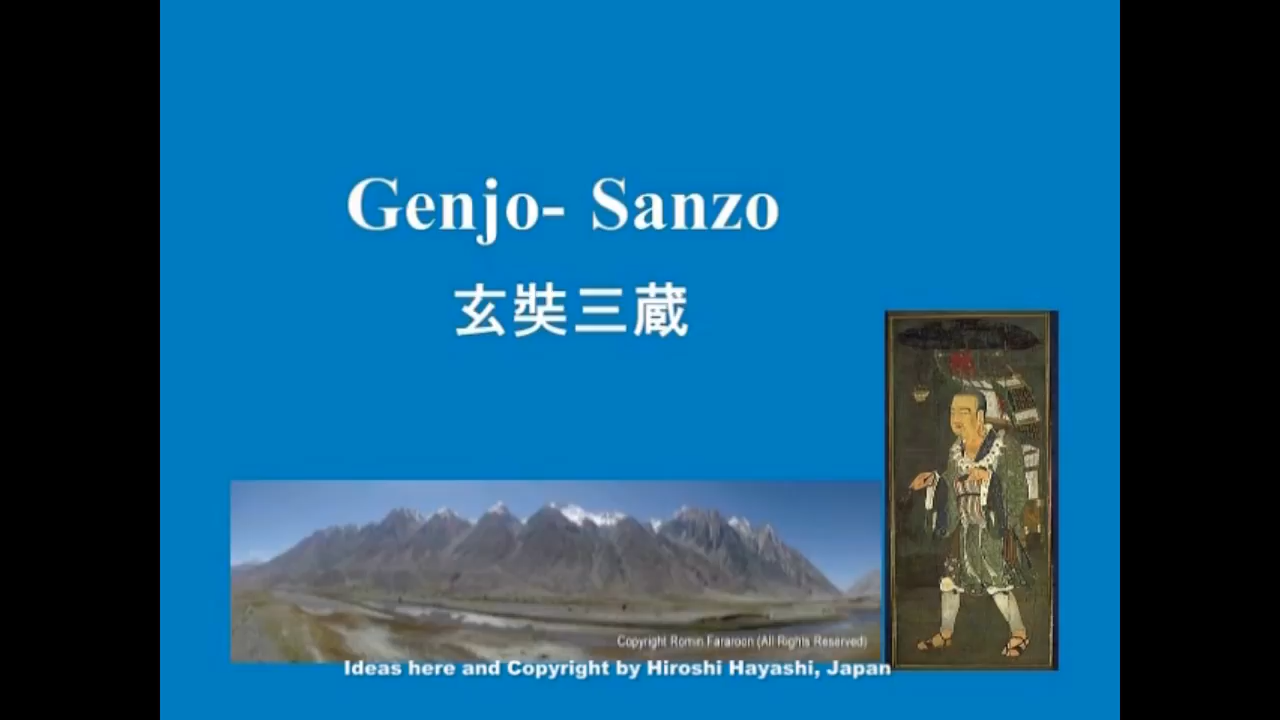 Genjo- Sanzo
玄奘三蔵
Copyright Romin Fararoon (All Rights Reserved)
Ideas here and Copyright by Hiroshi Hayashi, Japan